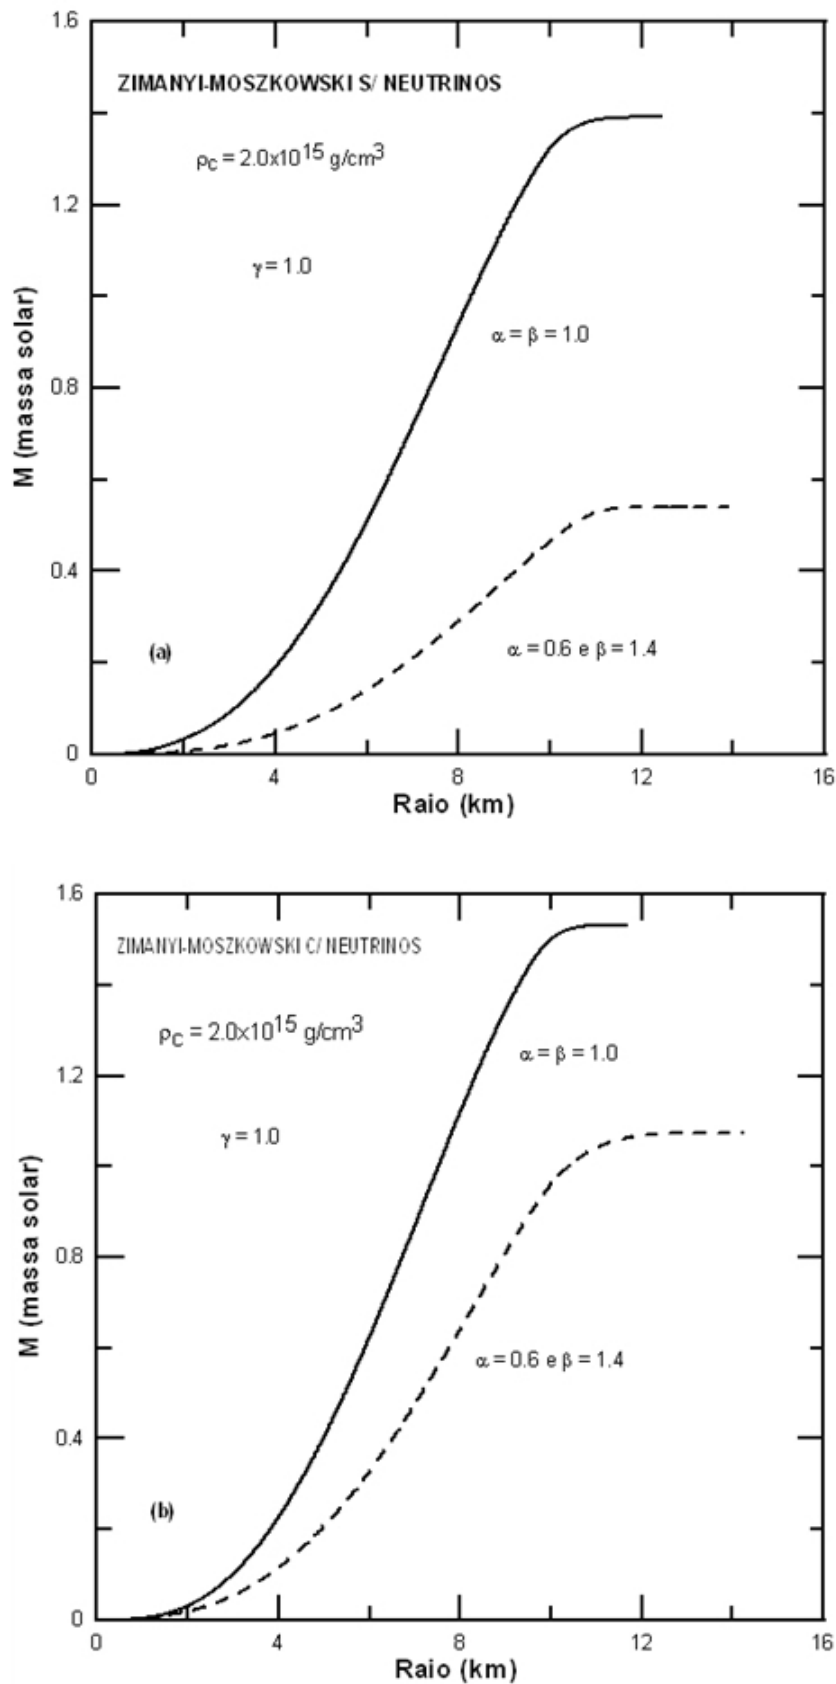 1.6
ZIMANYI-MOSZKOWSKI S/ NEUTRINOS
ρC = 2.0x10^15 g/cm^3
1.2
γ = 1.0
α = β = 1.0
M (massa solar)
0.8
0.4
(a)
α = 0.6 e β = 1.4
0
0 4 8 12 16
Raio (km)
1.6
ZIMANYI-MOSZKOWSKI C/ NEUTRINOS
ρC = 2.0x10^15 g/cm^3
1.2
α = β = 1.0
γ = 1.0
M (massa solar)
0.8
α = 0.6 e β = 1.4
0.4
(b)
0
0 4 8 12 16
Raio (km)